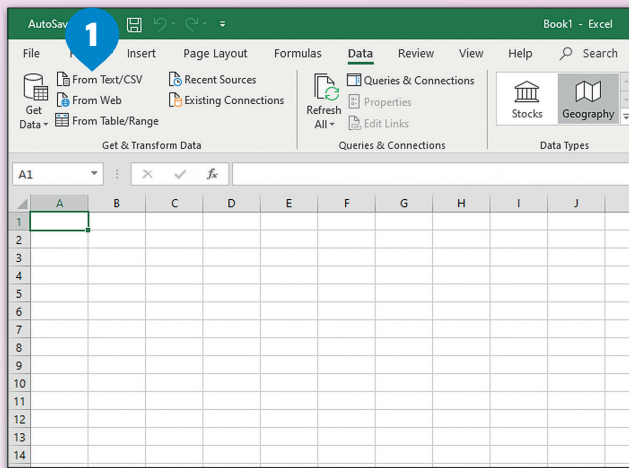 AutoSav
Book1 - Excel
1
File
Insert
Page Layout
Formulas
Data
Review
View
Help
Search
Get
Data
From Text/CSV
From Web
From Table/Range
Recent Sources
Existing Connections
Get & Transform Data
Refresh
All
Queries & Connections
Properties
Edit Links
Queries & Connections
Stocks
Geography
Data Types
A1
fx
A B C D E F G H I J
1
2
3
4
5
6
7
8
9
10
11
12
13
14